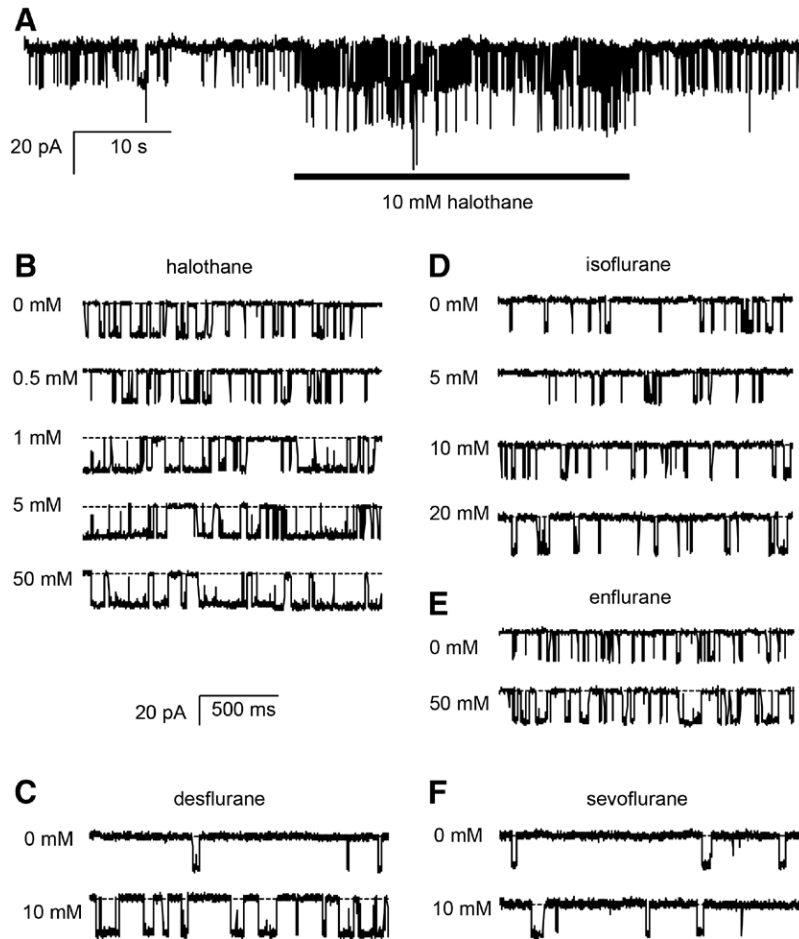 A
20 pA
10 s
10 mM halothane
B
halothane
0 mM
0.5 mM
1 mM
5 mM
50 mM
20 pA
500 ms
C
desflurane
0 mM
10 mM
D
isoflurane
0 mM
5 mM
10 mM
20 mM
E
enflurane
0 mM
50 mM
F
sevoflurane
0 mM
10 mM